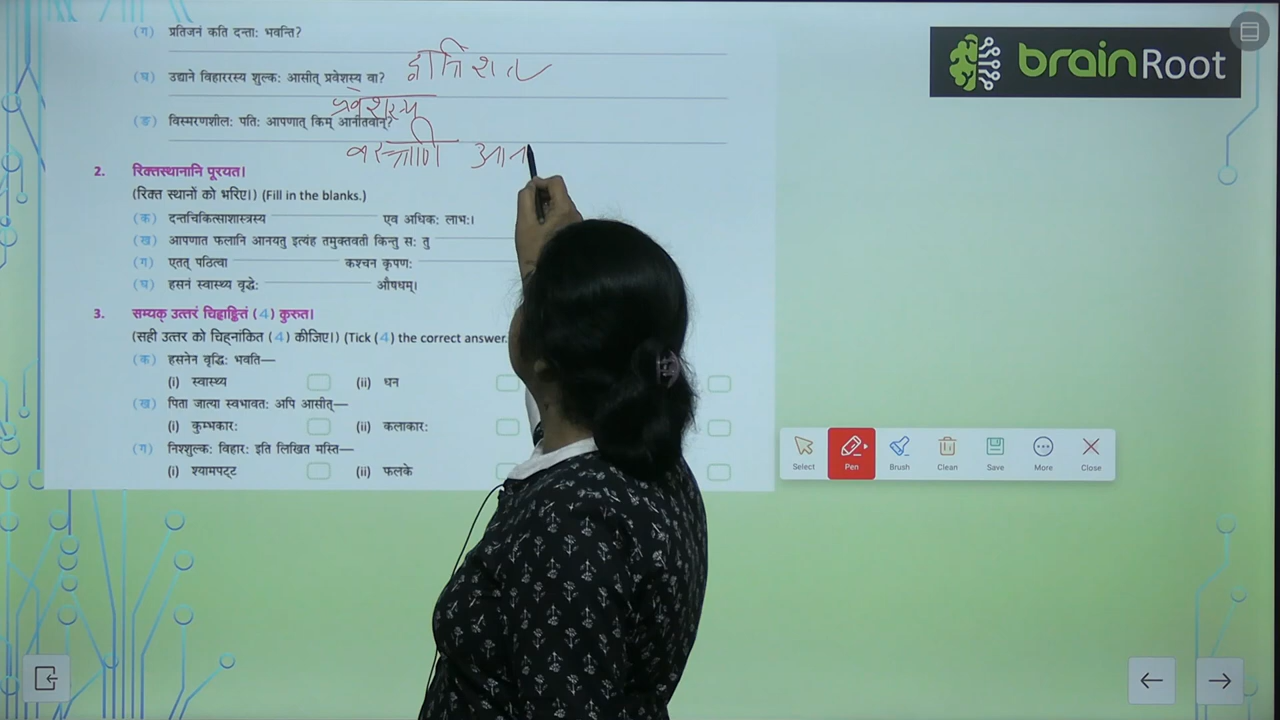 (ग) प्रतिजनं कति दन्ताः भवन्ति?
brainRoot
(घ) उद्याने विहाररस्य शुल्कः आसीत् प्रवेशस्य वा? द्वात्रिशत
प्रवेशस्य
(ङ) विस्मरणशीलः पतिः आपणात् किम् आनीतवान्?
वस्त्राणि आन
2. रिक्तस्थानानि पूरयत।
(रिक्त स्थानों को भरिए।) (Fill in the blanks.)
(क) दन्तचिकित्साशास्त्रस्य एव अधिकः लाभः।
(ख) आपणात फलानि आनयतु इत्यंह तमुक्तवती किन्तु सः तु
(ग) एतत् पठित्वा कश्चन कृपणः
(घ) हसनं स्वास्थ्य वृद्धेः औषधम्।
3. सम्यक् उत्तरं चिह्नाङ्कितं (4) कुरुत।
(सही उत्तर को चिह्नांकित (4) कीजिए।) (Tick (4) the correct answer.
(क) हसनेन वृद्धिः भवति—
(i) स्वास्थ्य (ii) धन
(ख) पिता जात्या स्वभावतः अपि आसीत्—
(i) कुम्भकारः (ii) कलाकारः
(ग) निश्शुल्कः विहारः इति लिखित मस्ति—
(i) श्यामपट्ट (ii) फलके
Select Pen Brush Clean Save More Close